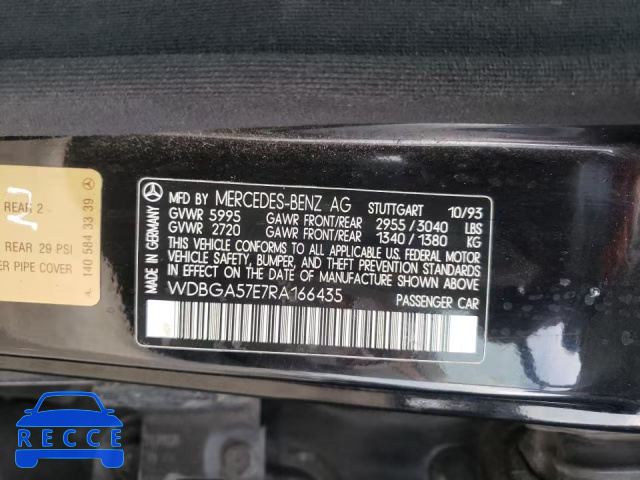 MADE IN GERMANY
MFD BY MERCEDES-BENZ AG STUTTGART 10/93
GVWR 5995 GAWR FRONT/REAR 2955/3040 LBS
GVWR 2720 GAWR FRONT/REAR 1340/1380 KG
THIS VEHICLE CONFORMS TO ALL APPLICABLE U.S. FEDERAL MOTOR
VEHICLE SAFETY, BUMPER, AND THEFT PREVENTION STANDARDS
IN EFFECT ON THE DATE OF MANUFACTURE SHOWN ABOVE.
WDBGA57E7RA166435 PASSENGER CAR
REAR 2
REAR 29 PSI
PIPE COVER
140 584 33 39
RECCE